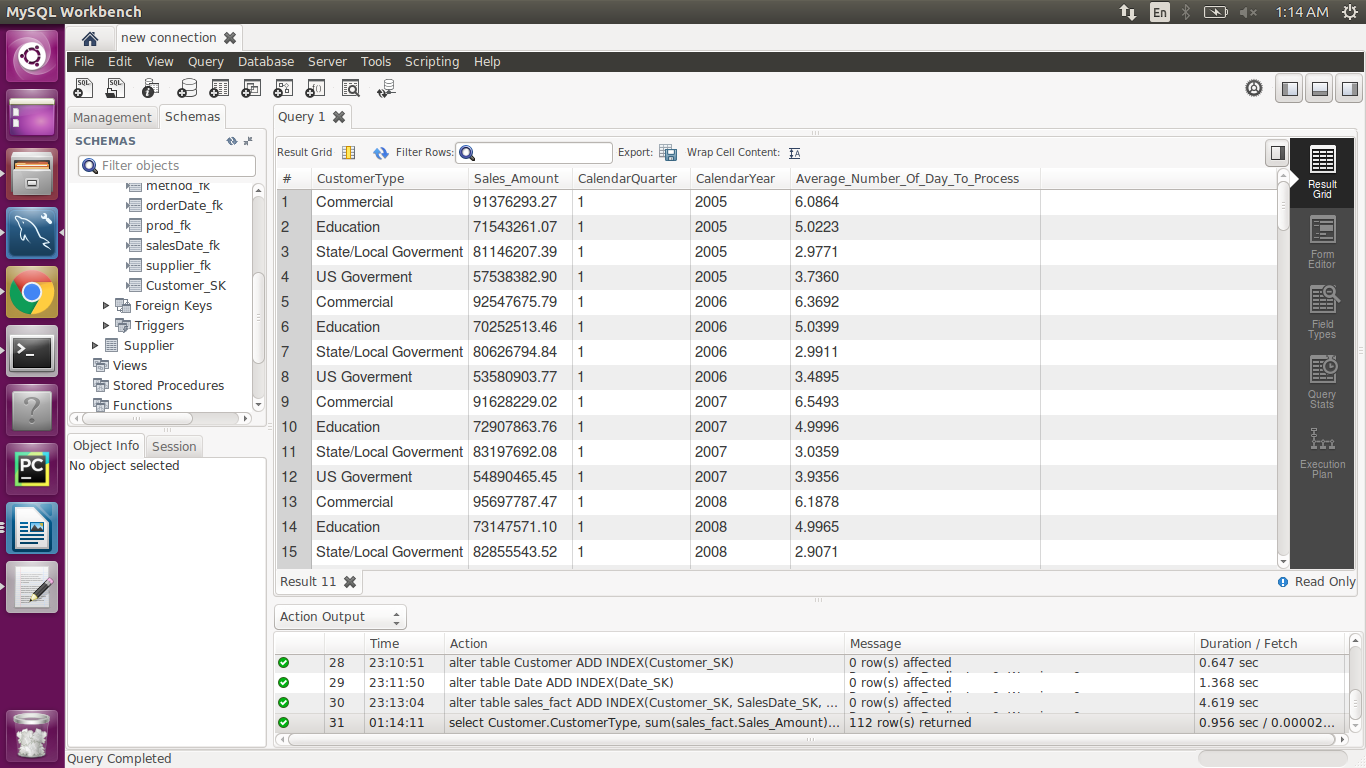 MySQL Workbench En 1:14 AM
new connection
File Edit View Query Database Server Tools Scripting Help
Management Schemas
SCHEMAS
Filter objects
method_fk
orderDate_fk
prod_fk
salesDate_fk
supplier_fk
Customer_SK
Foreign Keys
Triggers
Supplier
Views
Stored Procedures
Functions
Object Info Session
No object selected
Query 1
Result Grid Filter Rows: Export: Wrap Cell Content:
# CustomerType Sales_Amount CalendarQuarter CalendarYear Average_Number_Of_Day_To_Process
1 Commercial 91376293.27 1 2005 6.0864
2 Education 71543261.07 1 2005 5.0223
3 State/Local Goverment 81146207.39 1 2005 2.9771
4 US Goverment 57538382.90 1 2005 3.7360
5 Commercial 92547675.79 1 2006 6.3692
6 Education 70252513.46 1 2006 5.0399
7 State/Local Goverment 80626794.84 1 2006 2.9911
8 US Goverment 53580903.77 1 2006 3.4895
9 Commercial 91628229.02 1 2007 6.5493
10 Education 72907863.76 1 2007 4.9996
11 State/Local Goverment 83197692.08 1 2007 3.0359
12 US Goverment 54890465.45 1 2007 3.9356
13 Commercial 95697787.47 1 2008 6.1878
14 Education 73147571.10 1 2008 4.9965
15 State/Local Goverment 82855543.52 1 2008 2.9071
Result
Grid
Form
Editor
Field
Types
Query
Stats
Execution
Plan
Result 11 Read Only
Action Output
Time Action Message Duration / Fetch
28 23:10:51 alter table Customer ADD INDEX(Customer_SK) 0 row(s) affected 0.647 sec
29 23:11:50 alter table Date ADD INDEX(Date_SK) 0 row(s) affected 1.368 sec
30 23:13:04 alter table sales_fact ADD INDEX(Customer_SK, SalesDate_SK, ... 0 row(s) affected 4.619 sec
31 01:14:11 select Customer.CustomerType, sum(sales_fact.Sales_Amount)... 112 row(s) returned 0.956 sec / 0.00002...
Query Completed
PC